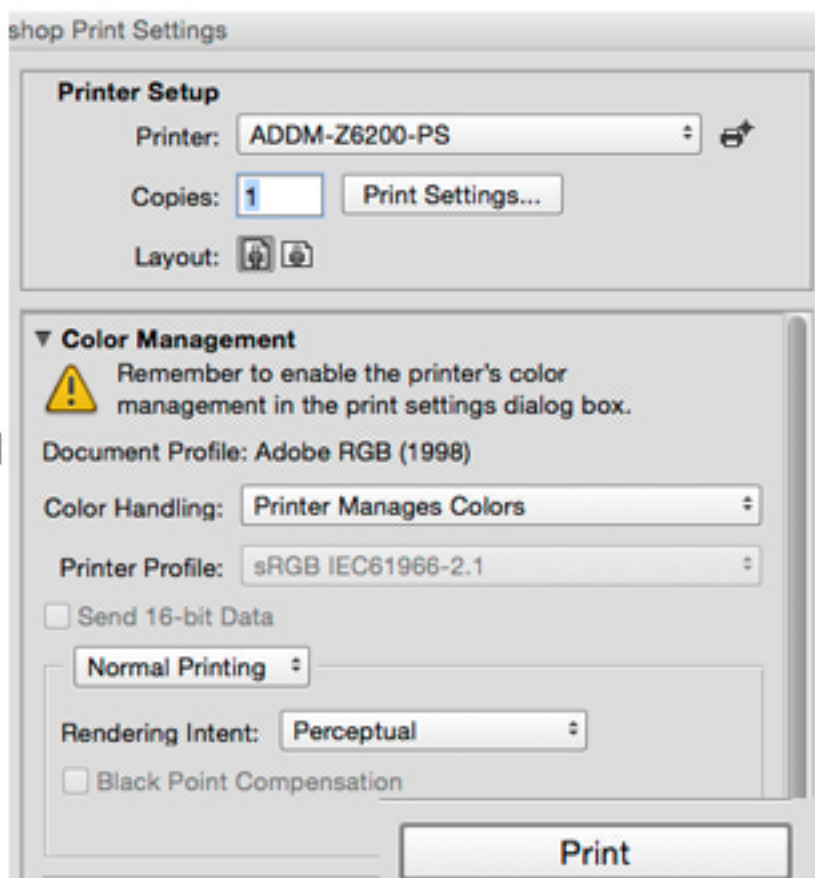 shop Print Settings
Printer Setup
Printer: ADDM-Z6200-PS
Copies: 1 Print Settings...
Layout:
Color Management
Remember to enable the printer's color
management in the print settings dialog box.
Document Profile: Adobe RGB (1998)
Color Handling: Printer Manages Colors
Printer Profile: sRGB IEC61966-2.1
Send 16-bit Data
Normal Printing
Rendering Intent: Perceptual
Black Point Compensation
Print